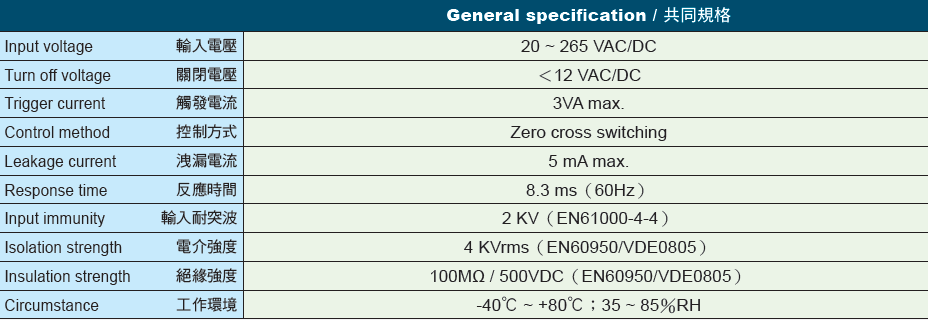 General specification / 共同規格
Input voltage 輸入電壓 20 ~ 265 VAC/DC
Turn off voltage 關閉電壓 ＜12 VAC/DC
Trigger current 觸發電流 3VA max.
Control method 控制方式 Zero cross switching
Leakage current 洩漏電流 5 mA max.
Response time 反應時間 8.3 ms（60Hz）
Input immunity 輸入耐突波 2 KV（EN61000-4-4）
Isolation strength 電介強度 4 KVrms（EN60950/VDE0805）
Insulation strength 絕緣強度 100MΩ / 500VDC（EN60950/VDE0805）
Circumstance 工作環境 -40℃ ~ +80℃；35 ~ 85%RH